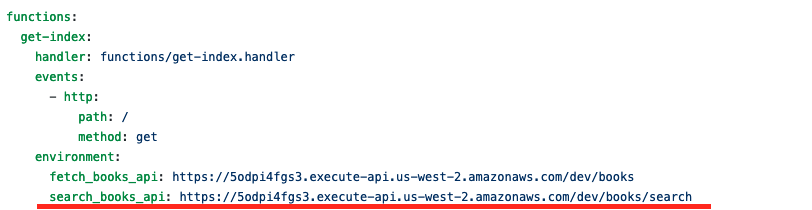 functions:
get-index:
handler: functions/get-index.handler
events:
- http:
path: /
method: get
environment:
fetch_books_api: https://5odpi4fgs3.execute-api.us-west-2.amazonaws.com/dev/books
search_books_api: https://5odpi4fgs3.execute-api.us-west-2.amazonaws.com/dev/books/search